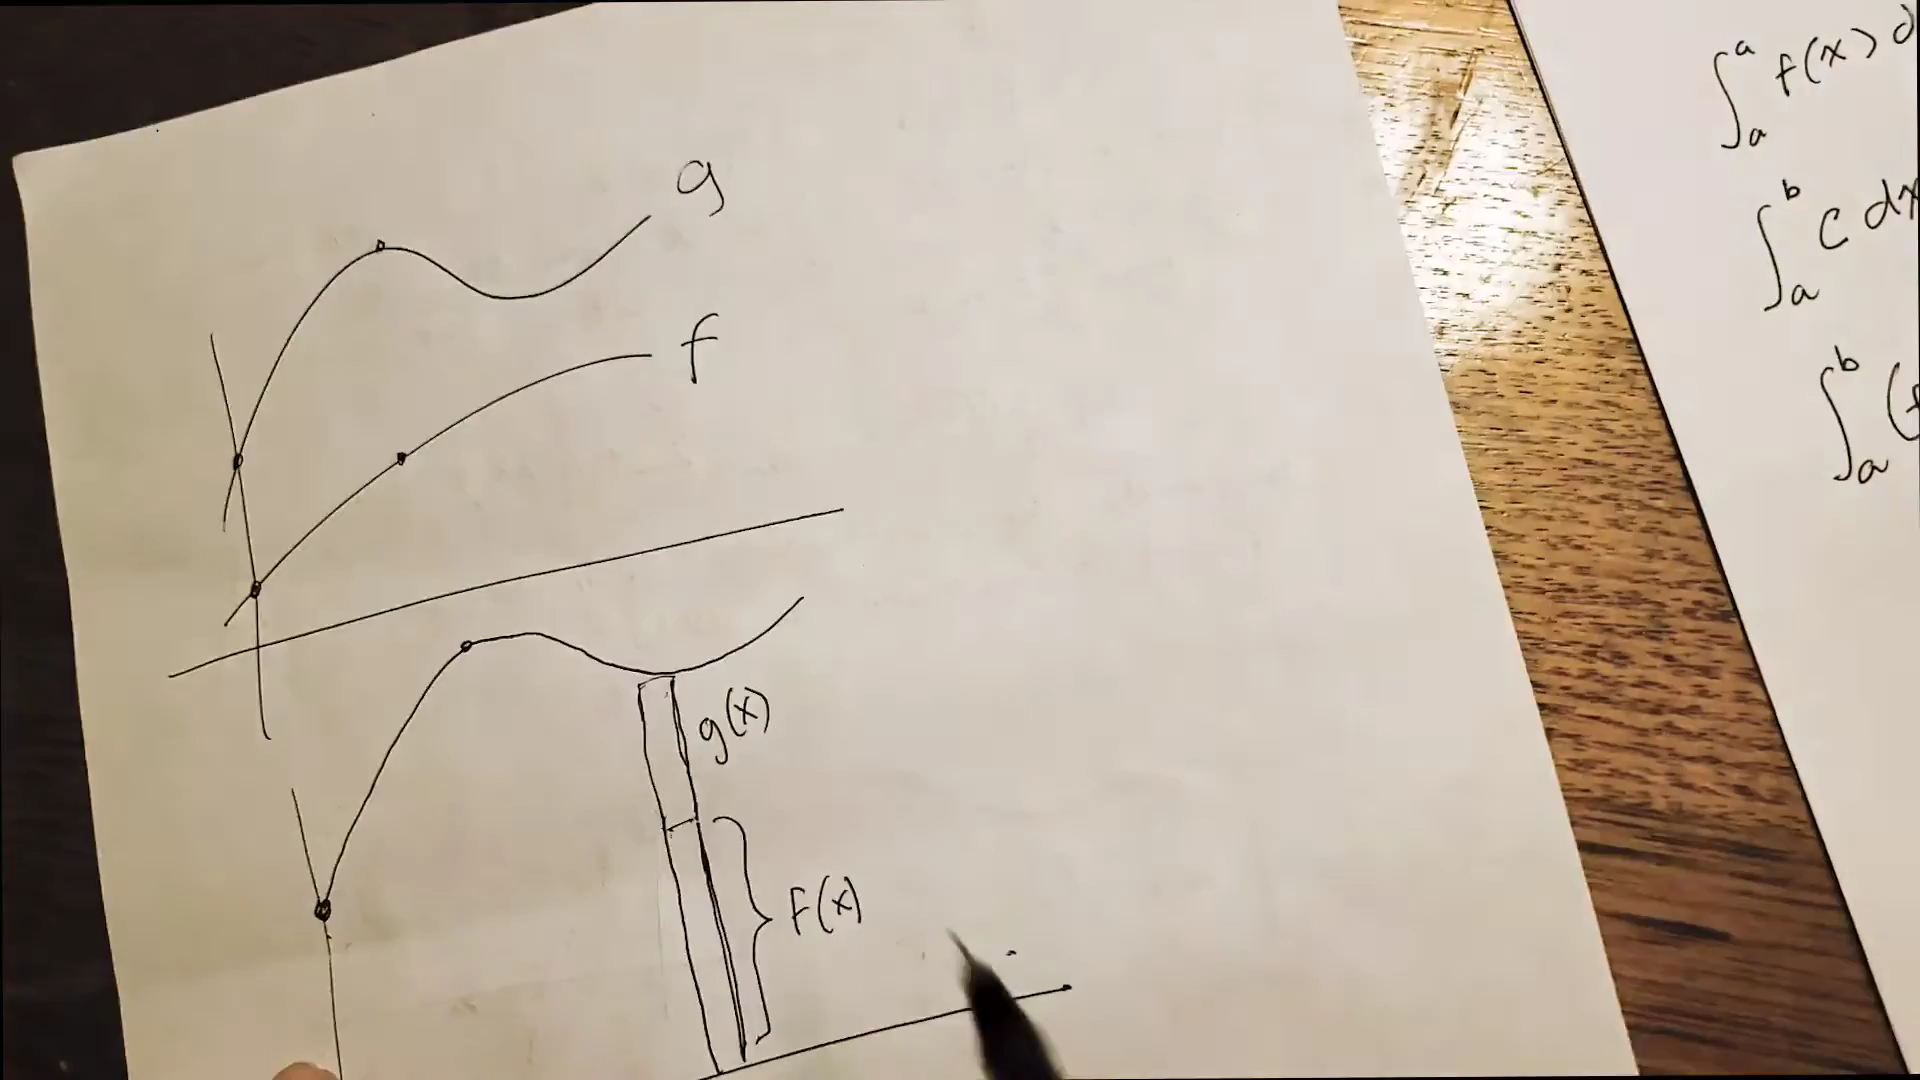 g
f
g(x)
f(x)
∫ₐᵃ f(x) d
∫ₐᵇ c dx
∫ₐᵇ (f